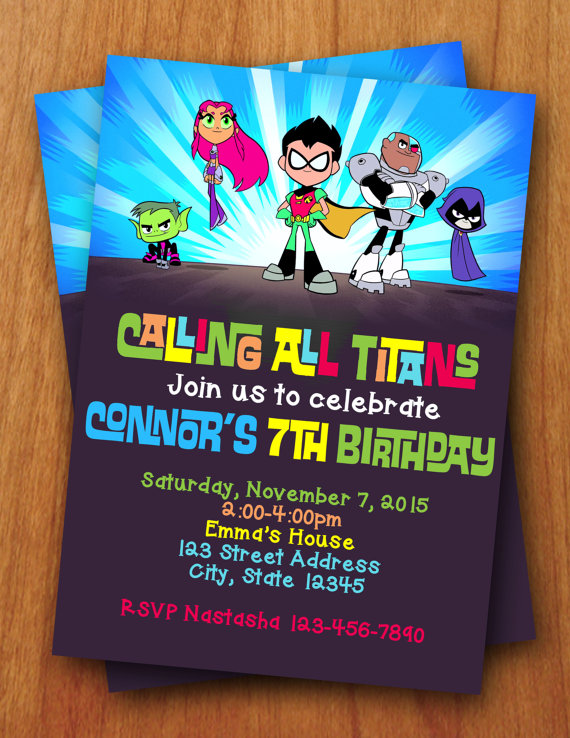 CALLING ALL TITANS
Join us to celebrate
CONNOR'S 7TH BIRTHDAY
Saturday, November 7, 2015
2:00-4:00pm
Emma's House
123 Street Address
City, State 12345
RSVP Nastasha 123-456-7890